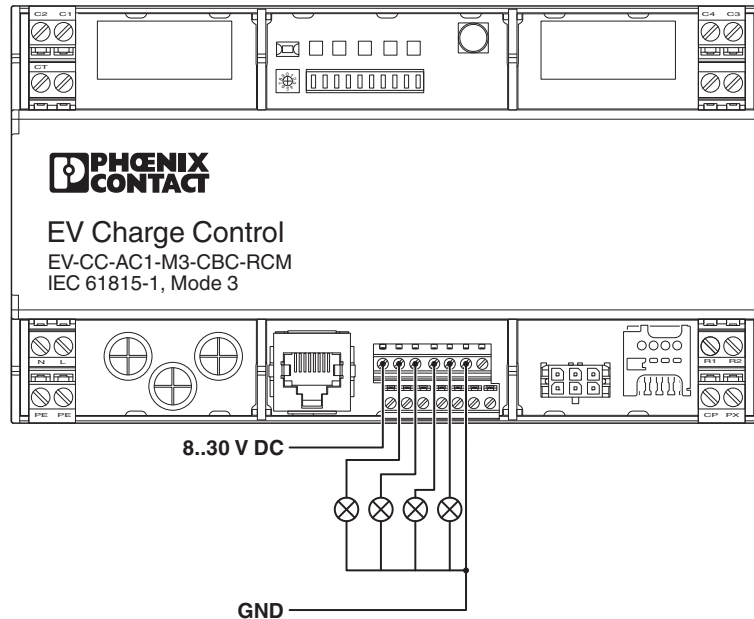 C2 C1
C4 C3
CT
PHŒNIX
CONTACT
EV Charge Control
EV-CC-AC1-M3-CBC-RCM
IEC 61815-1, Mode 3
N L
R1 R2
PE PE
CP PX
8..30 V DC
GND